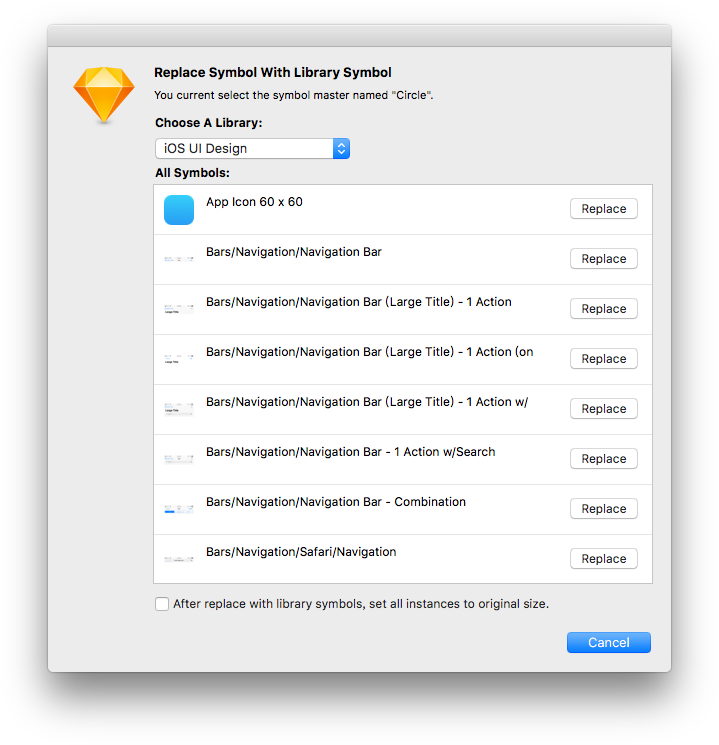 Replace Symbol With Library Symbol
You current select the symbol master named "Circle".
Choose A Library:
iOS UI Design
All Symbols:
App Icon 60 x 60
Replace
Bars/Navigation/Navigation Bar
Replace
Bars/Navigation/Navigation Bar (Large Title) - 1 Action
Replace
Bars/Navigation/Navigation Bar (Large Title) - 1 Action (on
Replace
Bars/Navigation/Navigation Bar (Large Title) - 1 Action w/
Replace
Bars/Navigation/Navigation Bar - 1 Action w/Search
Replace
Bars/Navigation/Navigation Bar - Combination
Replace
Bars/Navigation/Safari/Navigation
Replace
After replace with library symbols, set all instances to original size.
Cancel